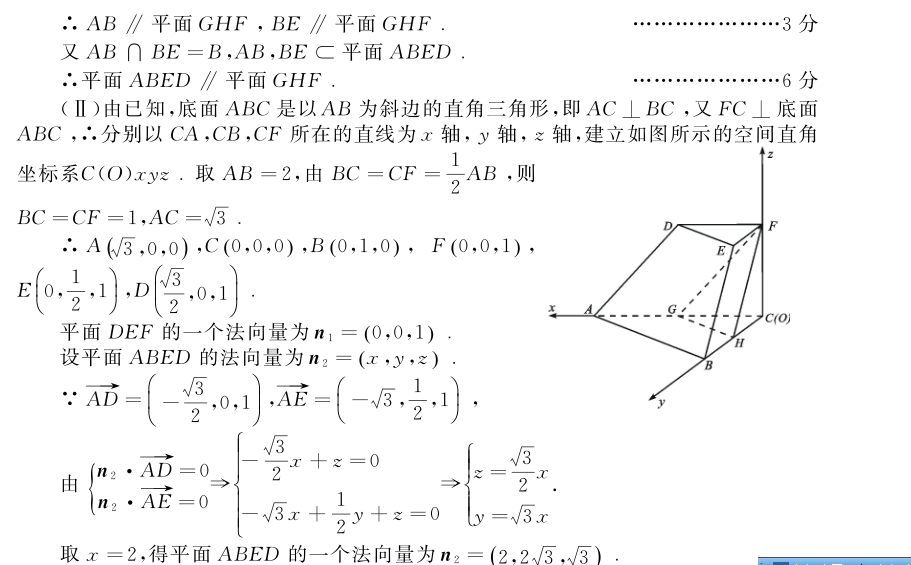 ∴ AB ∥ 平面 GHF , BE ∥ 平面 GHF . ……………………3 分
又 AB ∩ BE = B , AB , BE ⊂ 平面 ABED .
∴平面 ABED ∥ 平面 GHF . ……………………6 分
(Ⅱ)由已知,底面 ABC 是以 AB 为斜边的直角三角形,即 AC ⊥ BC ,又 FC ⊥ 底面
ABC ,∴分别以 CA , CB , CF 所在的直线为 x 轴, y 轴, z 轴,建立如图所示的空间直角
坐标系C(O)xyz . 取 AB = 2,由 BC = CF = 1/2 AB ,则
BC = CF = 1, AC = √3 .
∴ A(√3,0,0) , C(0,0,0) , B(0,1,0) , F(0,0,1) ,
E(0, 1/2, 1) , D(√3/2, 0, 1) .
平面 DEF 的一个法向量为 n₁ = (0,0,1) .
设平面 ABED 的法向量为 n₂ = (x , y , z) .
∵ AD→ = (−√3/2, 0, 1) , AE→ = (−√3, 1/2, 1) ,
由 { n₂ · AD→ = 0 , n₂ · AE→ = 0 ⇒ { −√3/2 x + z = 0 , −√3x + 1/2 y + z = 0 ⇒ { z = √3/2 x , y = √3x .
取 x = 2,得平面 ABED 的一个法向量为 n₂ = (2, 2√3, √3) .
z
D
F
E
x
A
G
C(O)
H
B
y